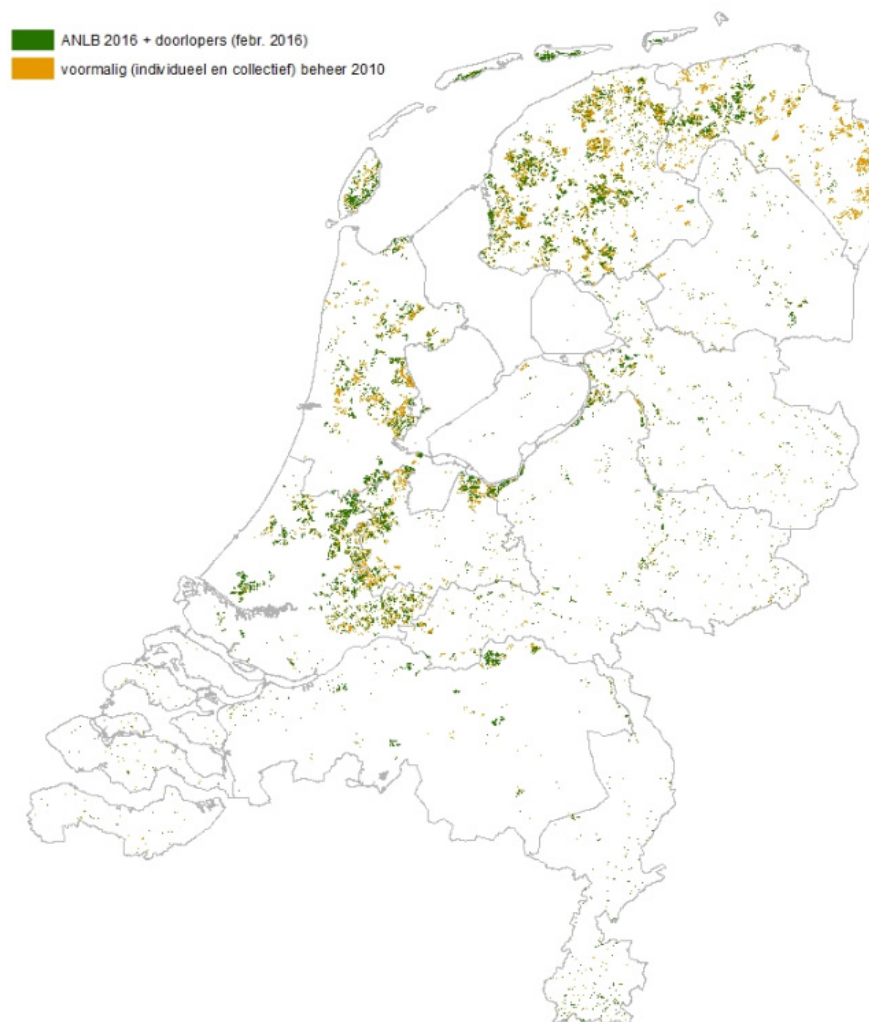 ANLB 2016 + doorlopers (febr. 2016)
voormalig (individueel en collectief) beheer 2010